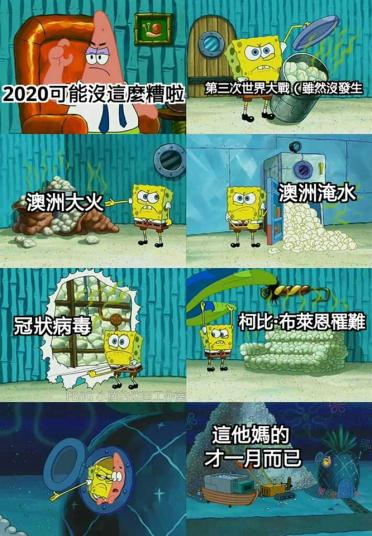 2020可能沒這麼糟啦
第三次世界大戰（雖然沒發生
澳洲大火
澳洲淹水
冠狀病毒
柯比·布萊恩罹難
這他媽的
才一月而已